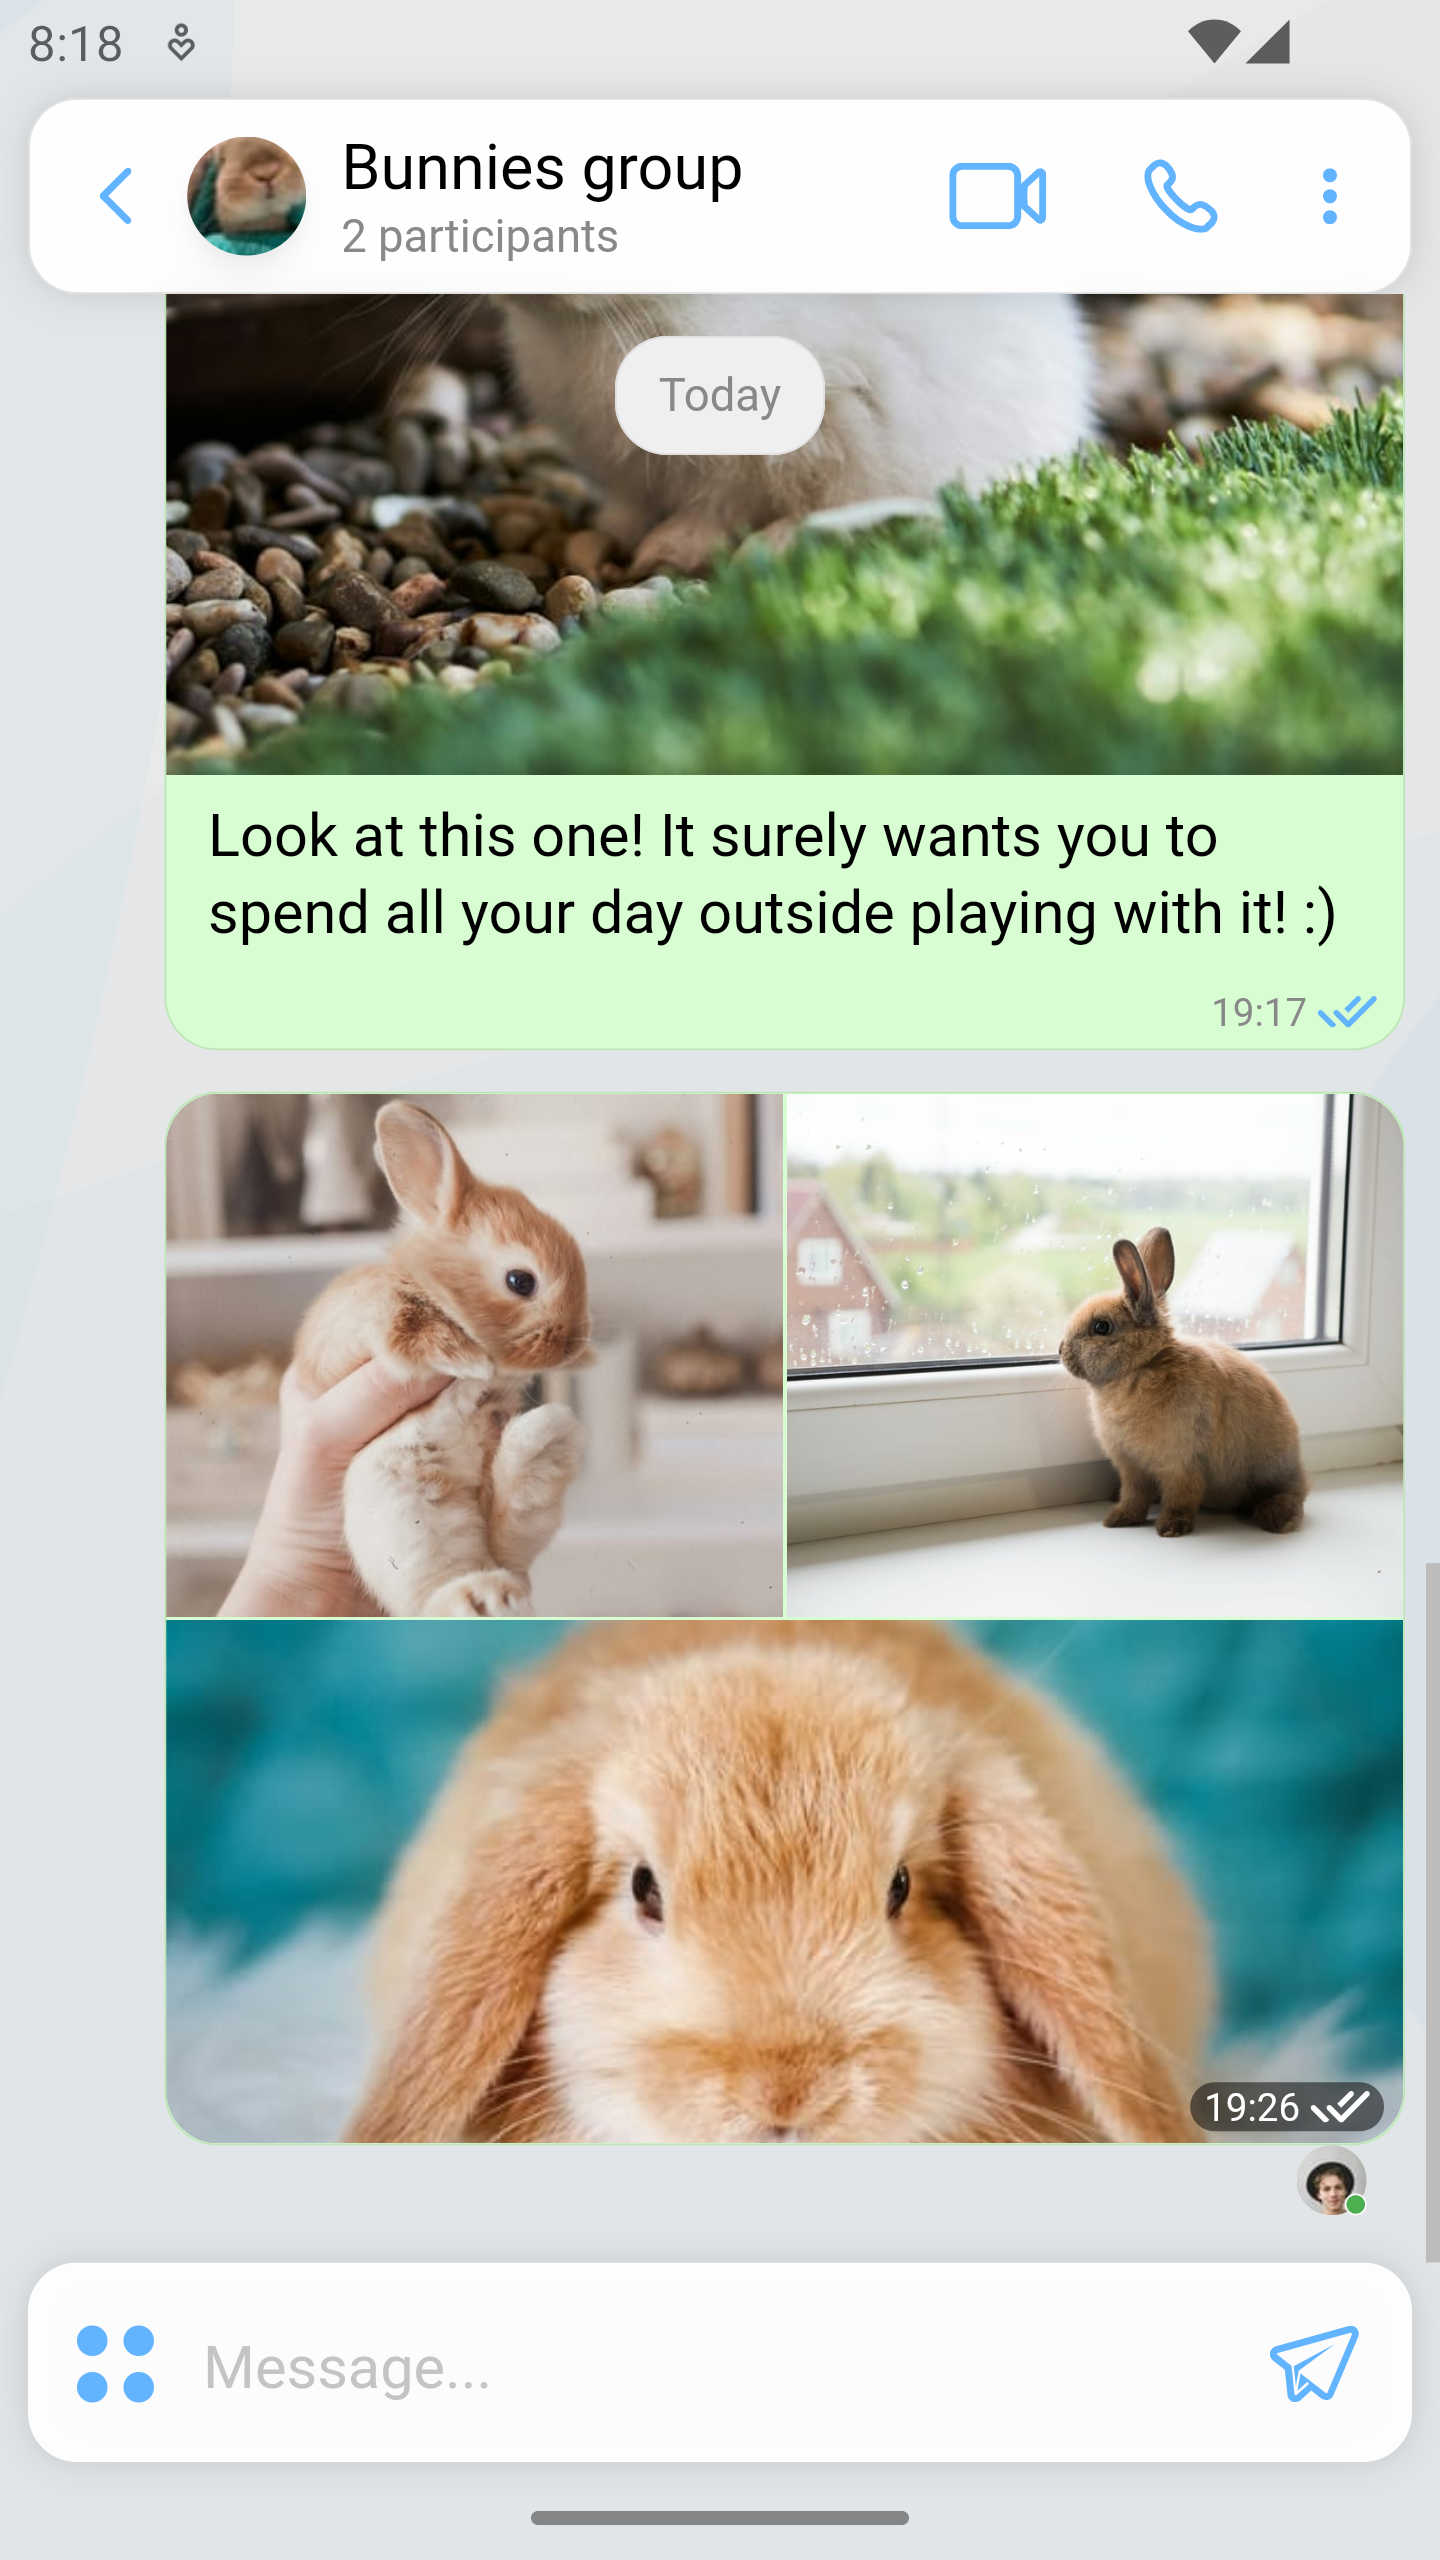 8:18
Bunnies group
2 participants
Today
Look at this one! It surely wants you to
spend all your day outside playing with it! :)
19:17
19:26
Message...